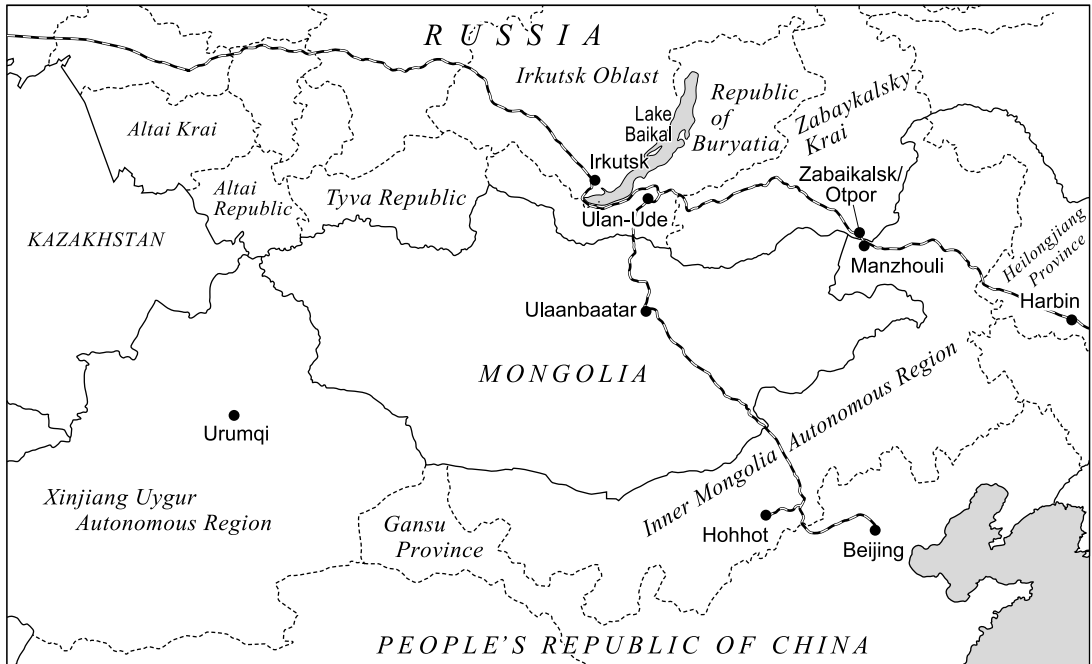 RUSSIA
Irkutsk Oblast
Republic
of
Buryatia
Zabaykalsky
Krai
Lake
Baikal
Altai Krai
Irkutsk
Zabaikalsk/
Otpor
Altai
Republic
Tyva Republic
Ulan-Ude
KAZAKHSTAN
Manzhouli
Heilongjiang
Province
Harbin
Ulaanbaatar
MONGOLIA
Inner Mongolia Autonomous Region
Urumqi
Xinjiang Uygur
Autonomous Region
Gansu
Province
Hohhot
Beijing
PEOPLE'S REPUBLIC OF CHINA